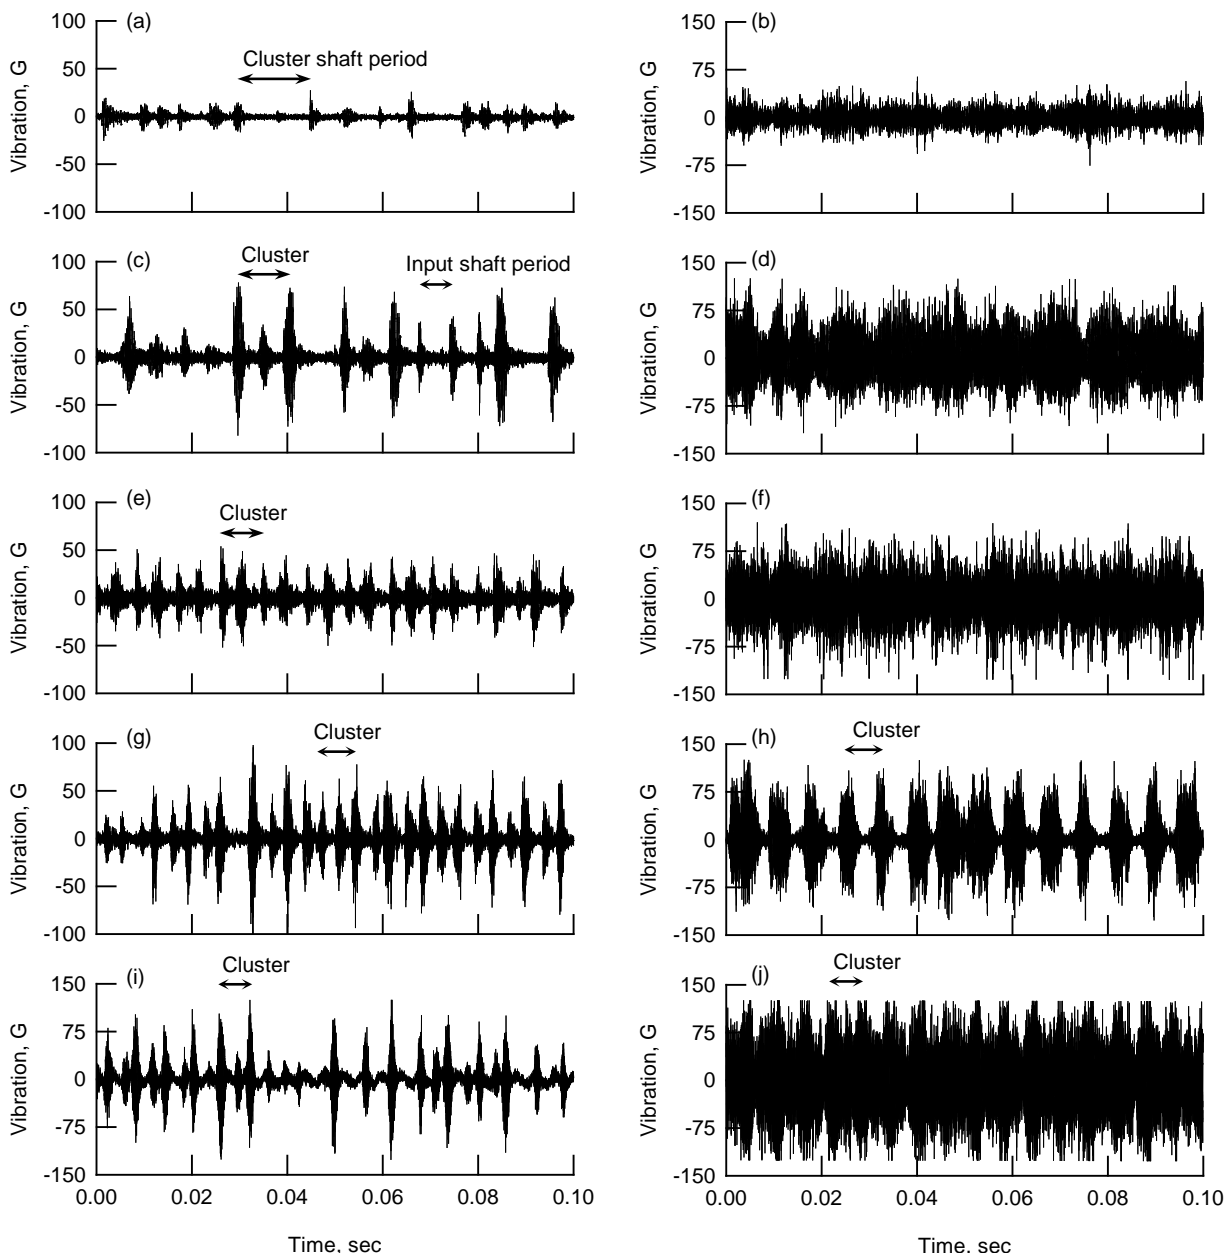 (a)
100
50
0
-50
-100
Vibration, G
Cluster shaft period
(b)
150
75
0
-75
-150
Vibration, G
(c)
100
50
0
-50
-100
Vibration, G
Cluster
Input shaft period
(d)
150
75
0
-75
-150
Vibration, G
(e)
100
50
0
-50
-100
Vibration, G
Cluster
(f)
150
75
0
-75
-150
Vibration, G
(g)
100
50
0
-50
-100
Vibration, G
Cluster
(h)
150
75
0
-75
-150
Vibration, G
Cluster
(i)
150
75
0
-75
-150
Vibration, G
Cluster
0.00 0.02 0.04 0.06 0.08 0.10
Time, sec
(j)
150
75
0
-75
-150
Vibration, G
Cluster
0.00 0.02 0.04 0.06 0.08 0.10
Time, sec